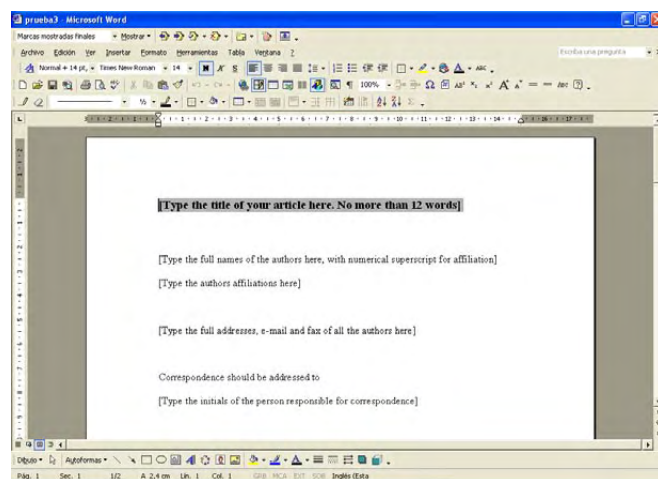 prueba3 - Microsoft Word
Marcas mostradas finales Mostrar
Archivo Edición Ver Insertar Formato Herramientas Tabla Ventana ? Escriba una pregunta
Normal + 14 pt, Times New Roman 14 N K S ABC
100%
[Type the title of your article here. No more than 12 words]
[Type the full names of the authors here, with numerical superscript for affiliation]
[Type the authors affiliations here]
[Type the full addresses, e-mail and fax of all the authors here]
Correspondence should be addressed to
[Type the initials of the person responsible for correspondence]
Dibujo Autoformas
Pág. 1 Sec. 1 1/2 A 2,4 cm Lín. 1 Col. 1 GRB MCA EXT SOB Inglés (Esta